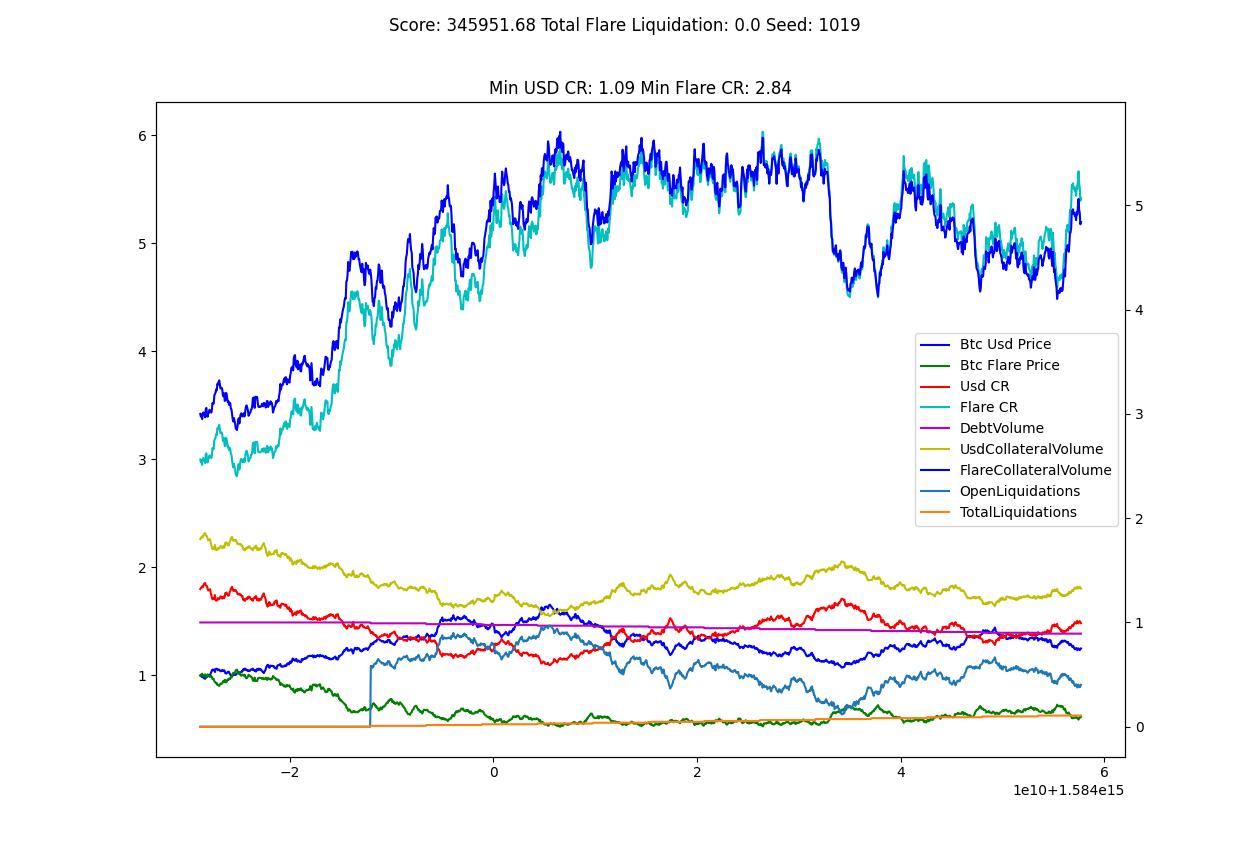 Score: 345951.68 Total Flare Liquidation: 0.0 Seed: 1019
Min USD CR: 1.09 Min Flare CR: 2.84
6
5
4
3
2
1
5
4
3
2
1
0
Btc Usd Price
Btc Flare Price
Usd CR
Flare CR
DebtVolume
UsdCollateralVolume
FlareCollateralVolume
OpenLiquidations
TotalLiquidations
−2 0 2 4 6
1e10+1.584e15